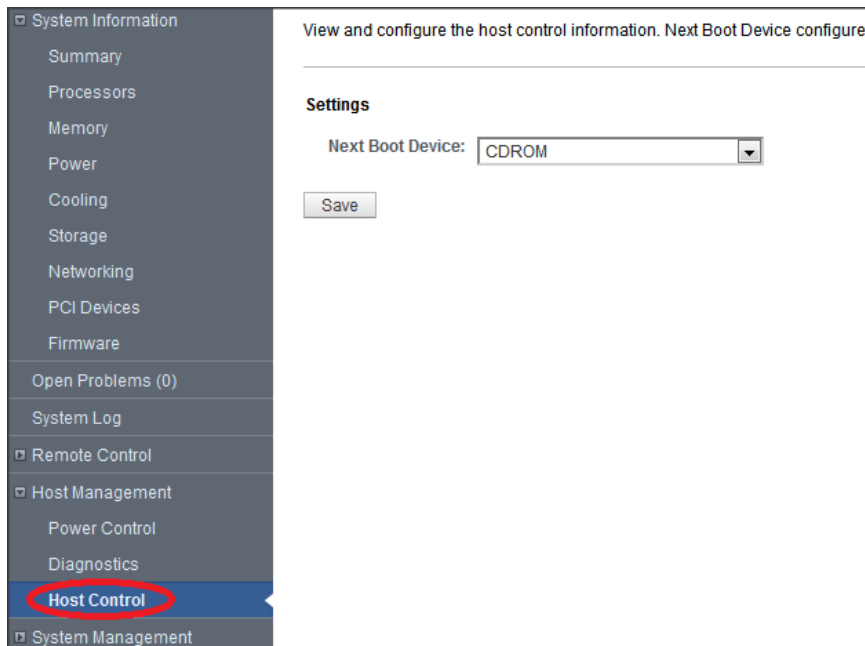 System Information
Summary
Processors
Memory
Power
Cooling
Storage
Networking
PCI Devices
Firmware
Open Problems (0)
System Log
Remote Control
Host Management
Power Control
Diagnostics
Host Control
System Management
View and configure the host control information. Next Boot Device configure
Settings
Next Boot Device: CDROM
Save